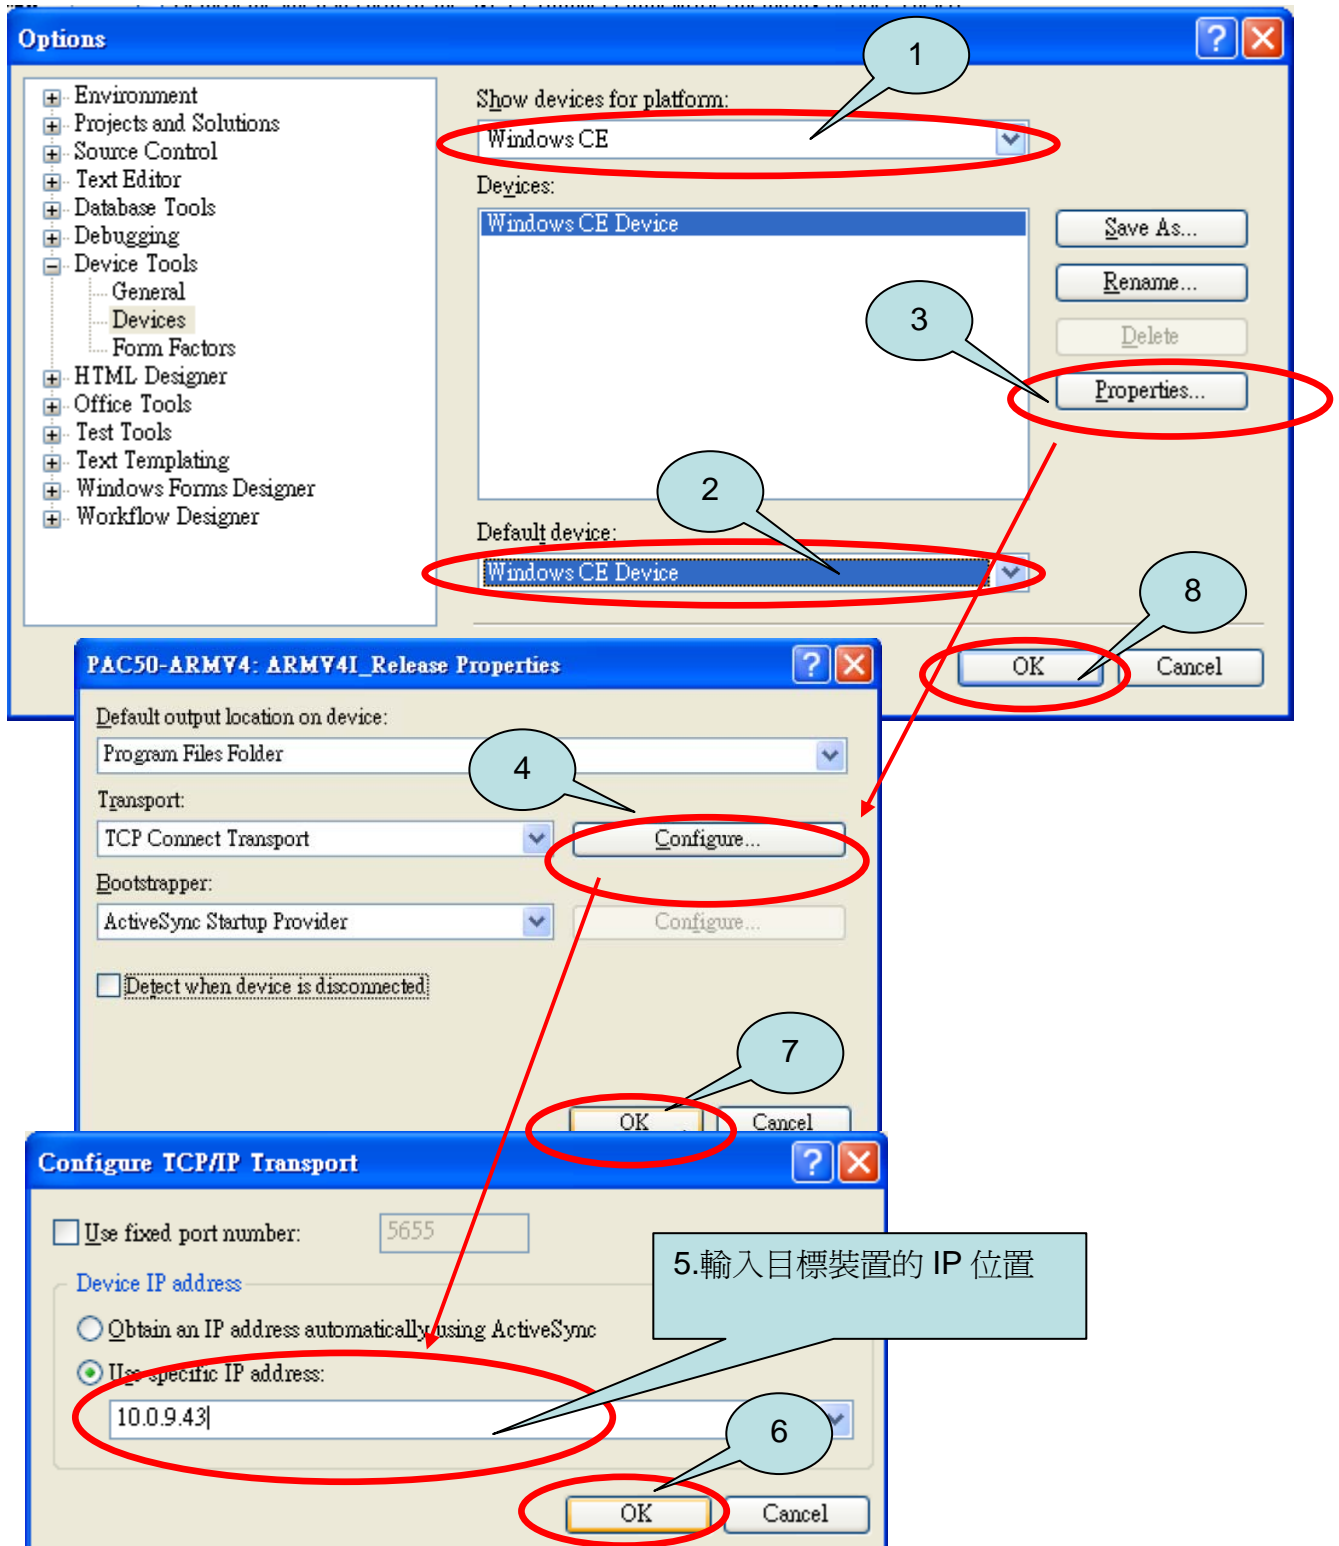 Options
1
Environment
Projects and Solutions
Source Control
Text Editor
Database Tools
Debugging
Device Tools
General
Devices
Form Factors
HTML Designer
Office Tools
Test Tools
Text Templating
Windows Forms Designer
Workflow Designer
Show devices for platform:
Windows CE
Devices:
Windows CE Device
Save As...
Rename...
3
Delete
Properties...
2
Default device:
Windows CE Device
8
OK
Cancel
PAC50-ARMV4: ARMV4I_Release Properties
Default output location on device:
Program Files Folder
4
Transport:
TCP Connect Transport
Configure...
Bootstrapper:
ActiveSync Startup Provider
Configure...
Detect when device is disconnected
7
OK
Cancel
Configure TCP/IP Transport
Use fixed port number:
5655
5.輸入目標裝置的 IP 位置
Device IP address
Obtain an IP address automatically using ActiveSync
Use specific IP address:
10.0.9.43
6
OK
Cancel